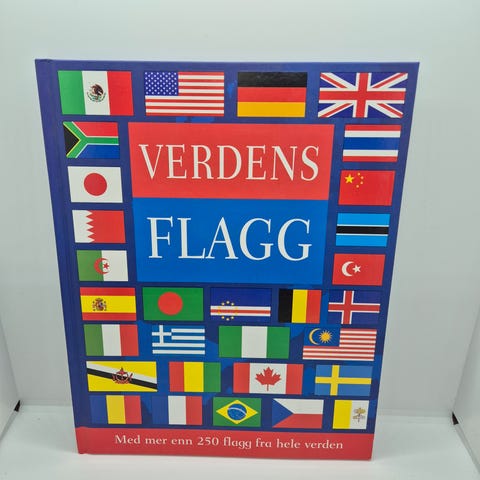 VERDENS
FLAGG
Med mer enn 250 flagg fra hele verden